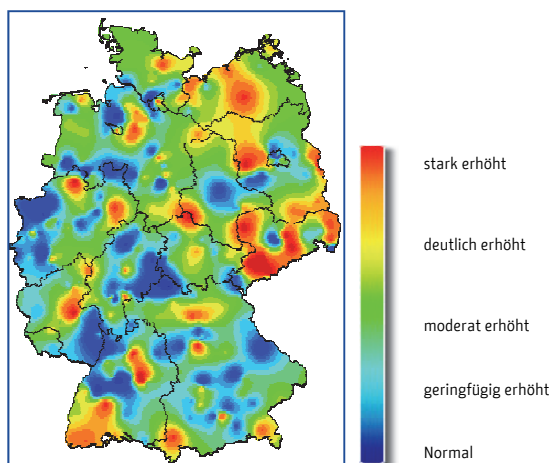 stark erhöht
deutlich erhöht
moderat erhöht
geringfügig erhöht
Normal